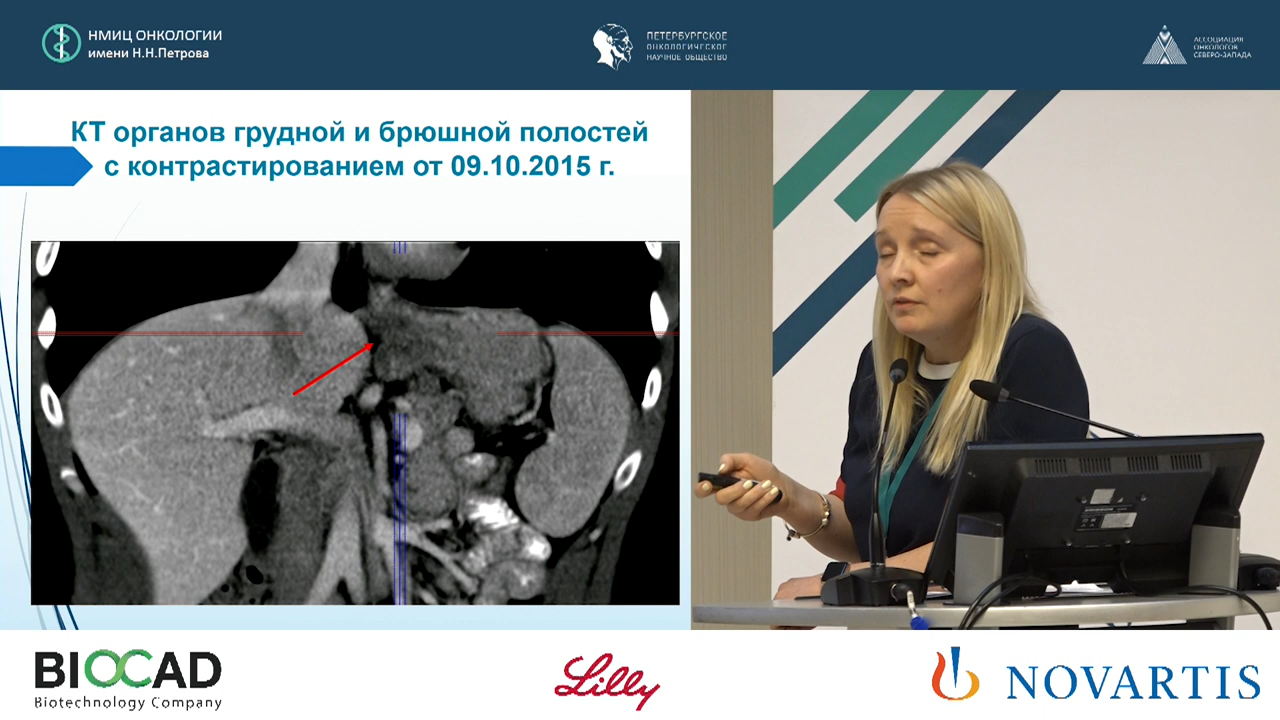 НМИЦ ОНКОЛОГИИ
имени Н.Н.Петрова
ПЕТЕРБУРГСКОЕ
ОНКОЛОГИЧЕСКОЕ
НАУЧНОЕ ОБЩЕСТВО
АССОЦИАЦИЯ
ОНКОЛОГОВ
СЕВЕРО-ЗАПАДА
КТ органов грудной и брюшной полостей
с контрастированием от 09.10.2015 г.
BIOCAD
Biotechnology Company
Lilly
NOVARTIS